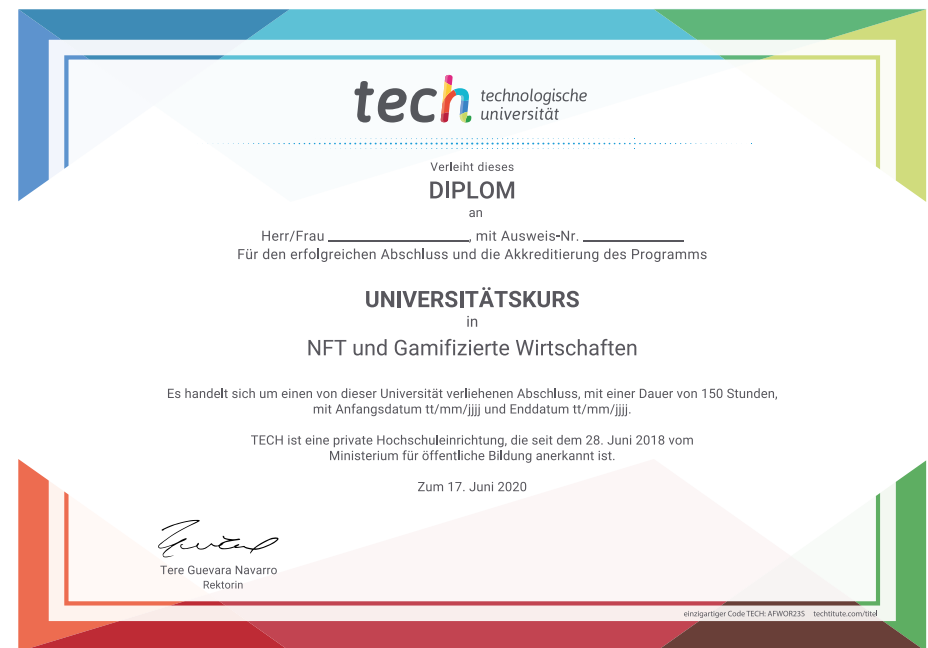 tech technologische
universität
Verleiht dieses
DIPLOM
an
Herr/Frau ____________________, mit Ausweis-Nr. ______________
Für den erfolgreichen Abschluss und die Akkreditierung des Programms
UNIVERSITÄTSKURS
in
NFT und Gamifizierte Wirtschaften
Es handelt sich um einen von dieser Universität verliehenen Abschluss, mit einer Dauer von 150 Stunden,
mit Anfangsdatum tt/mm/jjjj und Enddatum tt/mm/jjjj.
TECH ist eine private Hochschuleinrichtung, die seit dem 28. Juni 2018 vom
Ministerium für öffentliche Bildung anerkannt ist.
Zum 17. Juni 2020
Tere Guevara Navarro
Rektorin
einzigartiger Code TECH: AFWOR23S techtitute.com/titel